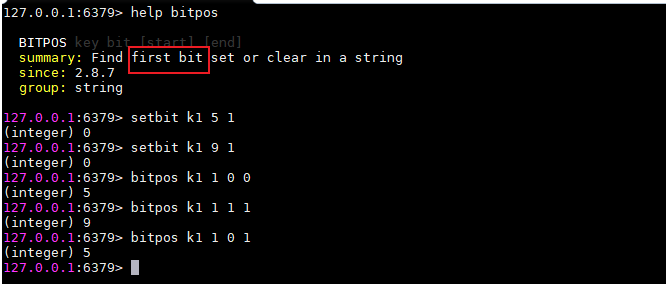 127.0.0.1:6379> help bitpos
BITPOS key bit [start] [end]
summary: Find first bit set or clear in a string
since: 2.8.7
group: string
127.0.0.1:6379> setbit k1 5 1
(integer) 0
127.0.0.1:6379> setbit k1 9 1
(integer) 0
127.0.0.1:6379> bitpos k1 1 0 0
(integer) 5
127.0.0.1:6379> bitpos k1 1 1 1
(integer) 9
127.0.0.1:6379> bitpos k1 1 0 1
(integer) 5
127.0.0.1:6379>